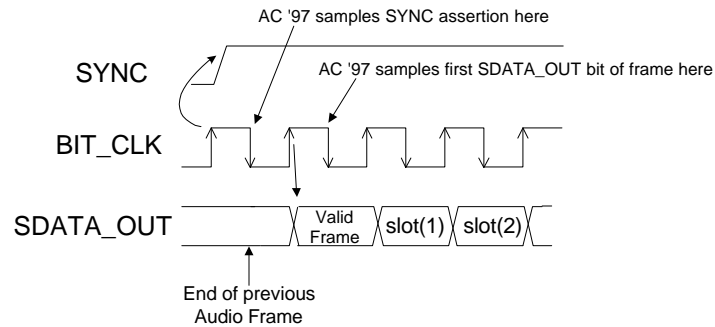 AC '97 samples SYNC assertion here
SYNC
AC '97 samples first SDATA_OUT bit of frame here
BIT_CLK
SDATA_OUT
Valid
Frame
slot(1)
slot(2)
End of previous
Audio Frame